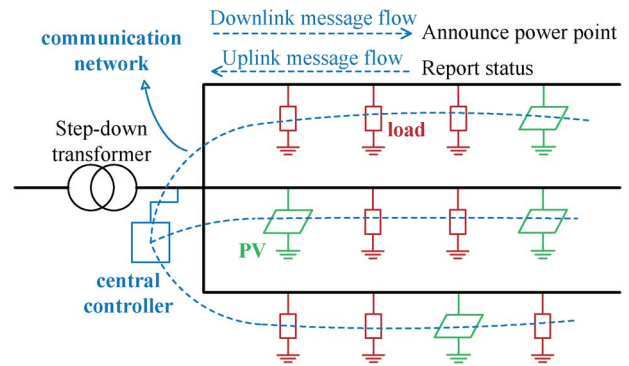 Downlink message flow
Announce power point
communication
network
Uplink message flow
Report status
Step-down
transformer
load
PV
central
controller